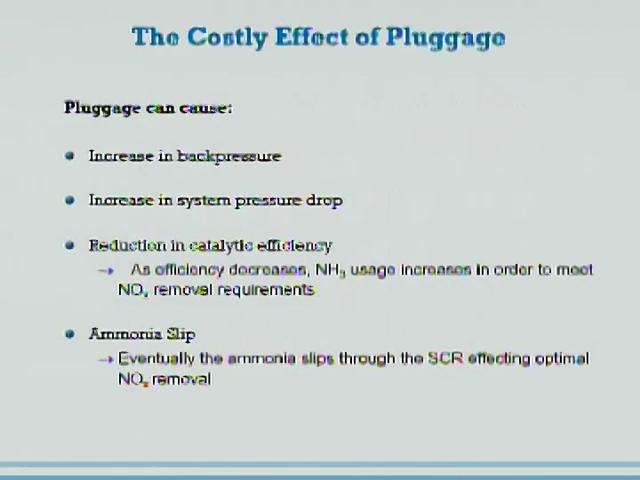 The Costly Effect of Pluggage
Pluggage can cause:
• Increase in backpressure
• Increase in system pressure drop
• Reduction in catalytic efficiency
→ As efficiency decreases, NH₃ usage increases in order to meet
NOₓ removal requirements
• Ammonia Slip
→ Eventually the ammonia slips through the SCR effecting optimal
NOₓ removal